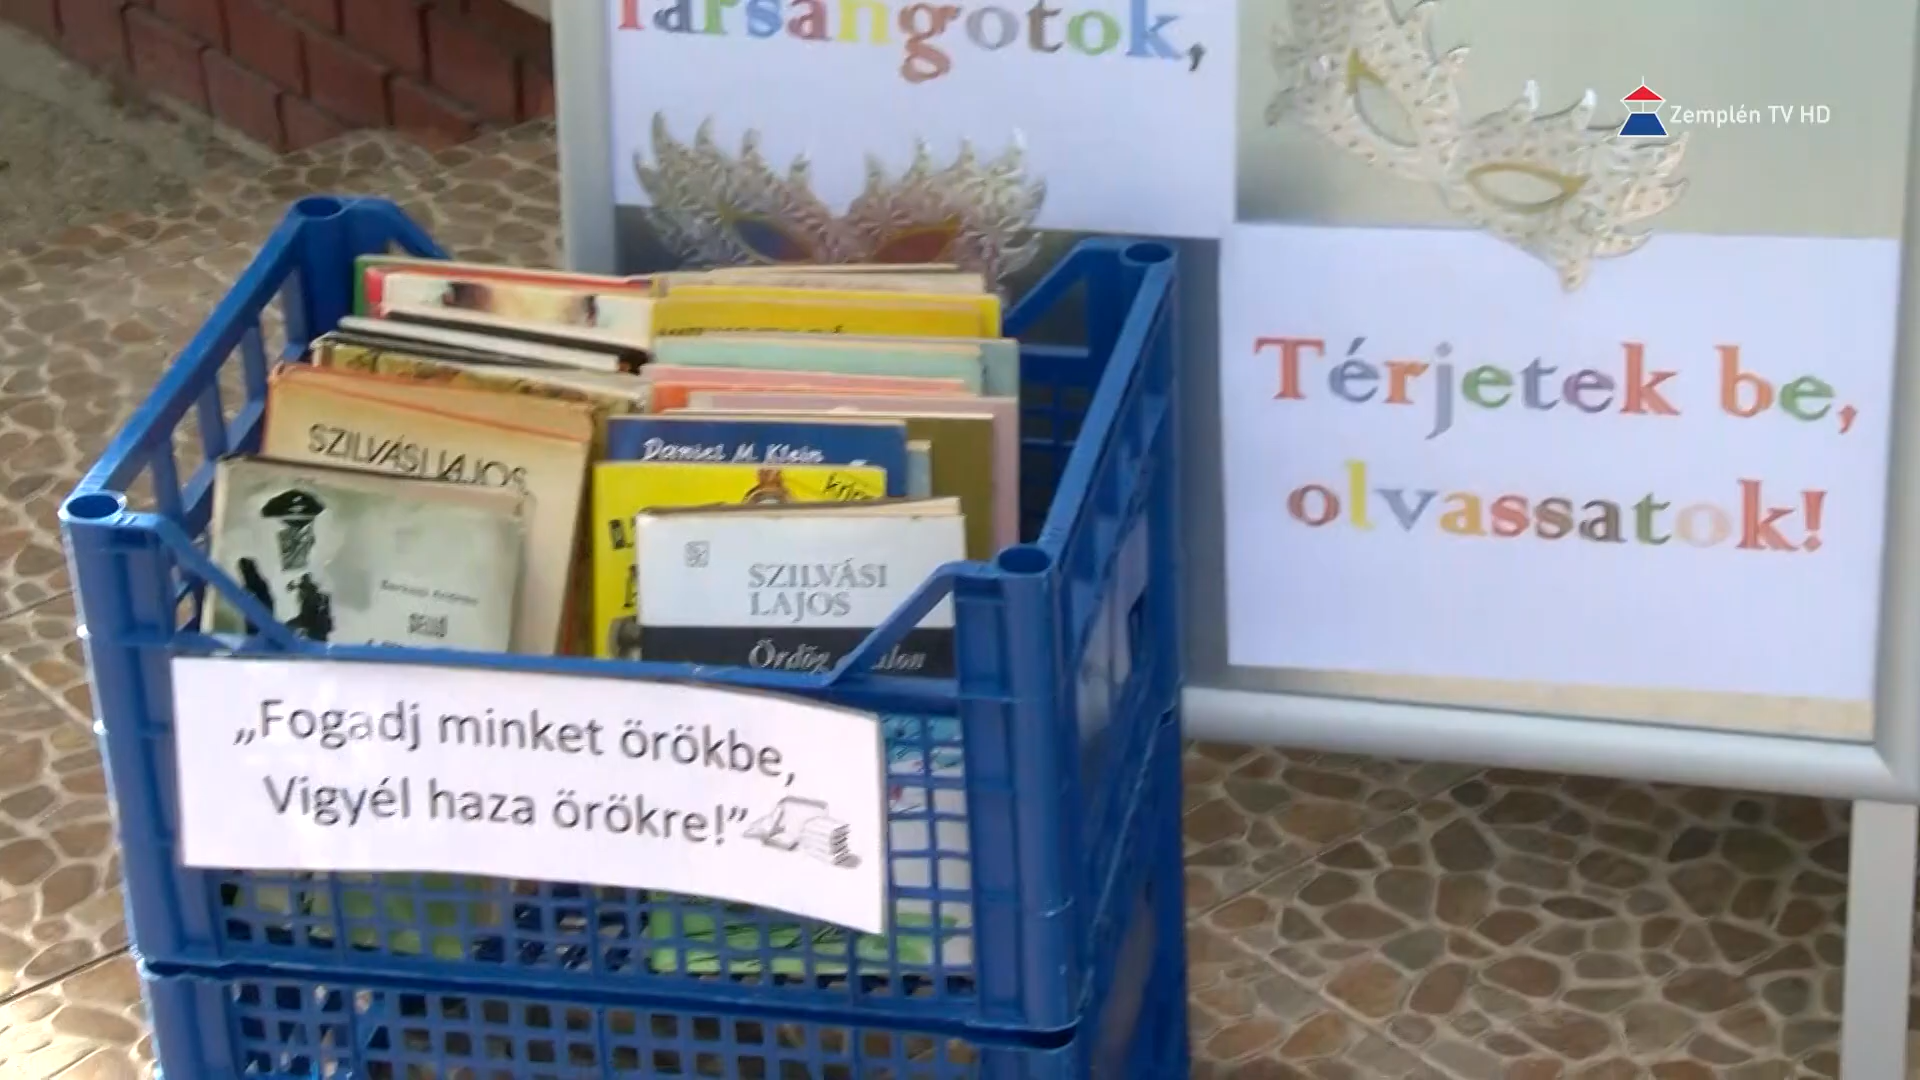 farsangotok,
Zemplén TV HD
Térjetek be,
olvassatok!
SZILVÁSI LAJOS
Daniel M. Klein
SZILVÁSI
LAJOS
Ördög
„Fogadj minket örökbe,
Vigyél haza örökre!”